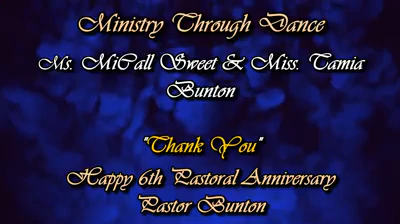 Ministry Through Dance
Ms. MiCall Sweet & Miss. Tamia
Bunton
"Thank You"
Happy 6th Pastoral Anniversary
Pastor Bunton